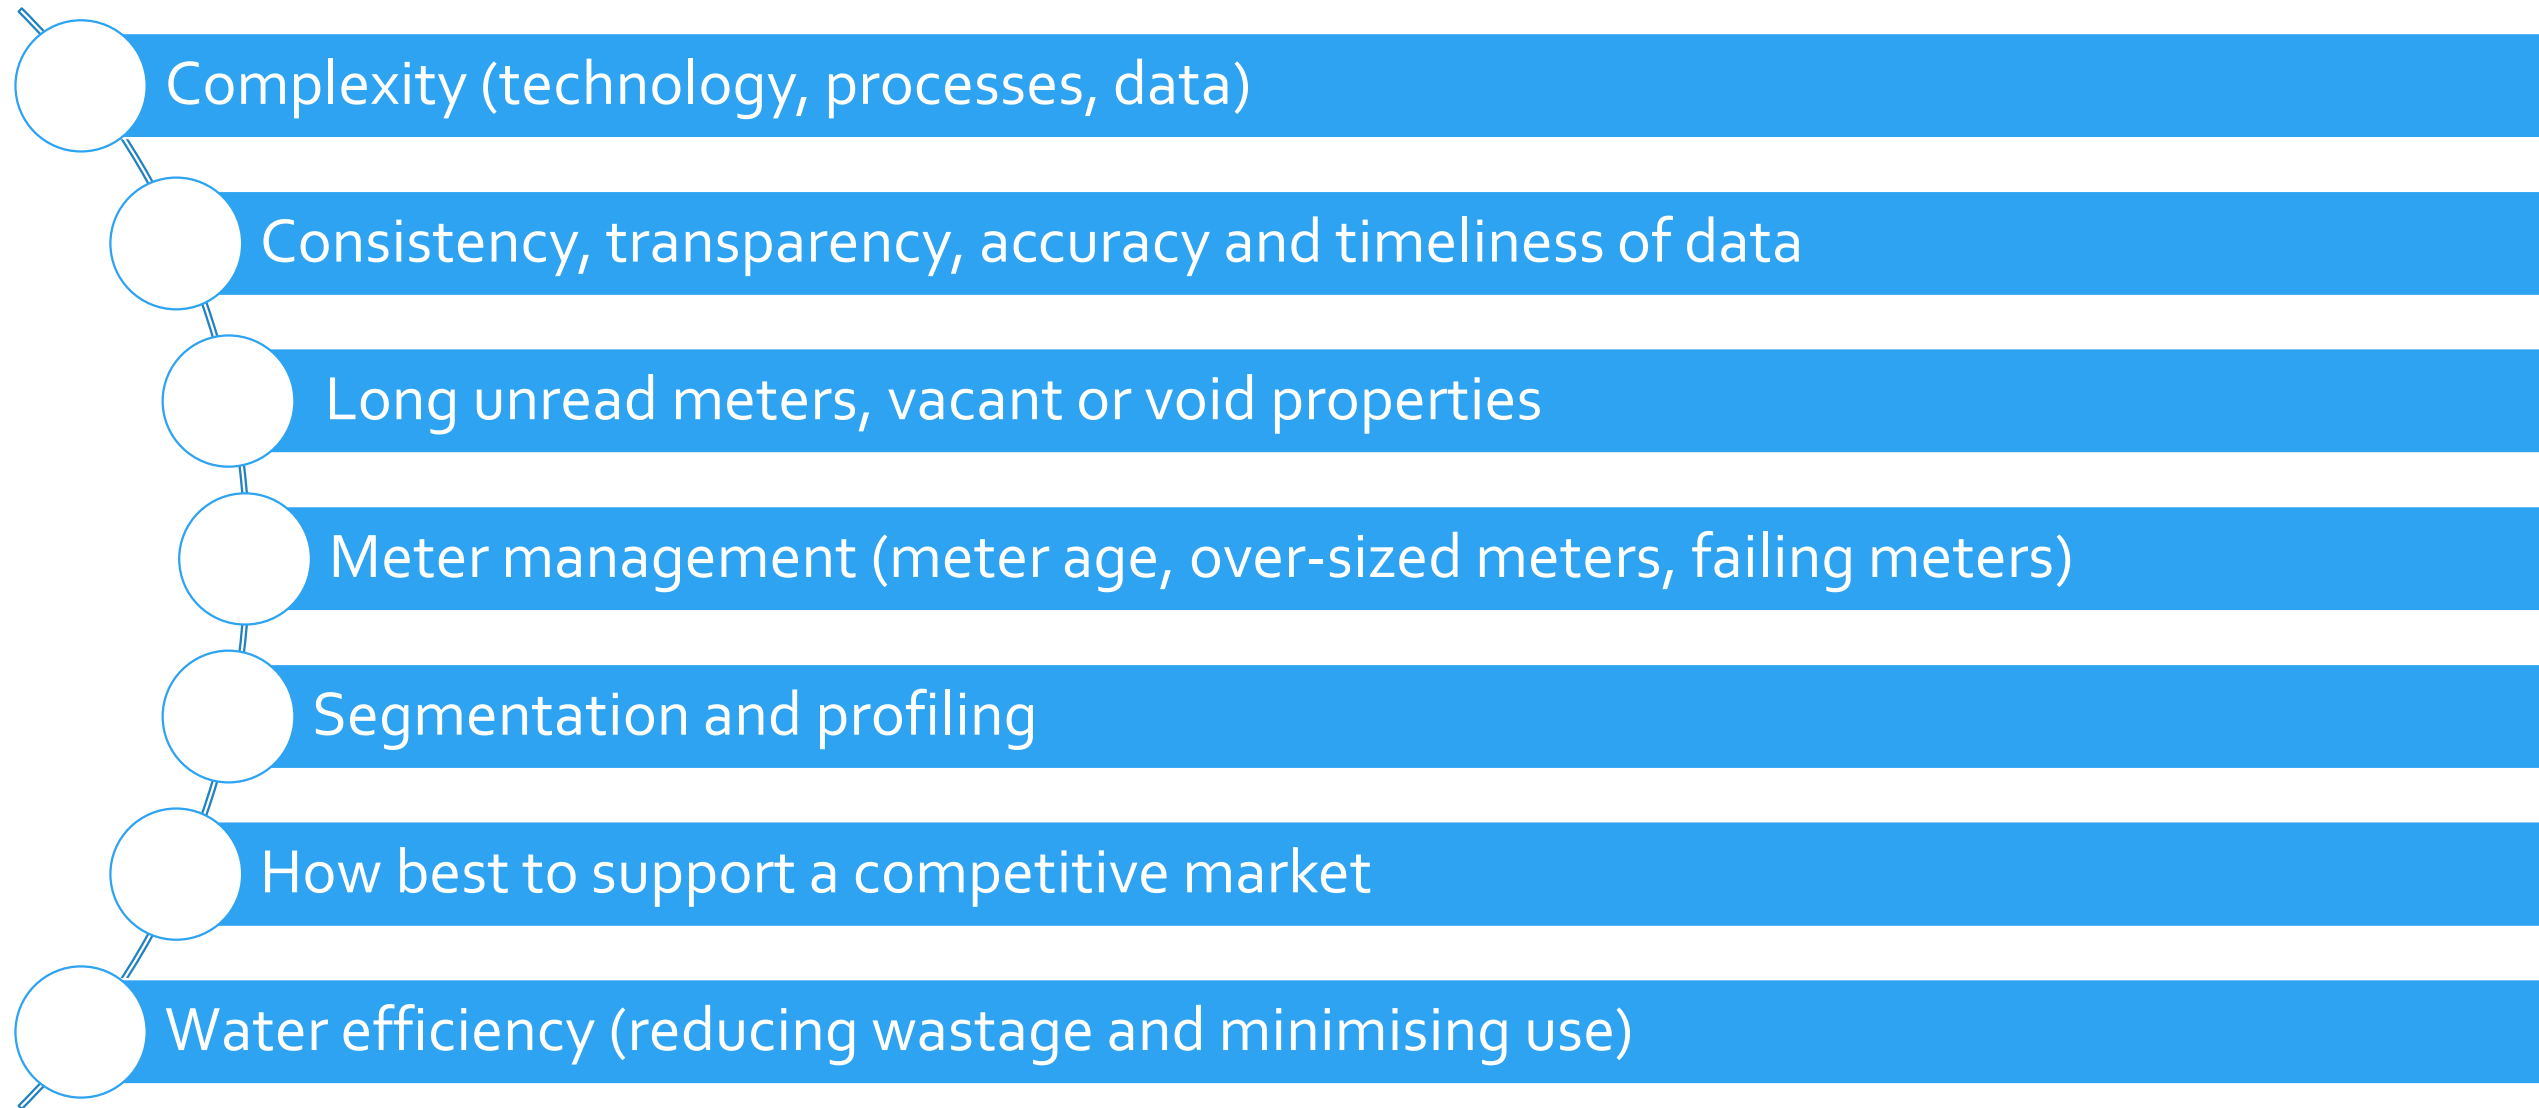 Complexity (technology, processes, data)
Consistency, transparency, accuracy and timeliness of data
Long unread meters, vacant or void properties
Meter management (meter age, over-sized meters, failing meters)
Segmentation and profiling
How best to support a competitive market
Water efficiency (reducing wastage and minimising use)